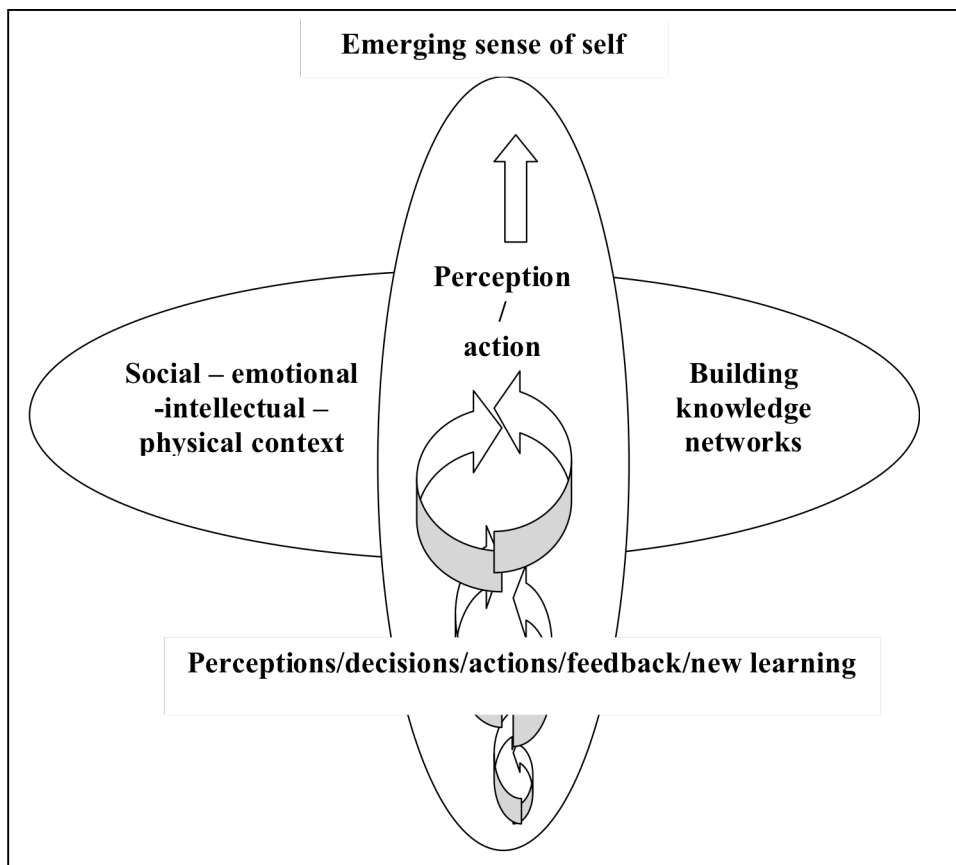 Emerging sense of self
Perception
/
action
Social – emotional
-intellectual –
physical context
Building
knowledge
networks
Perceptions/decisions/actions/feedback/new learning